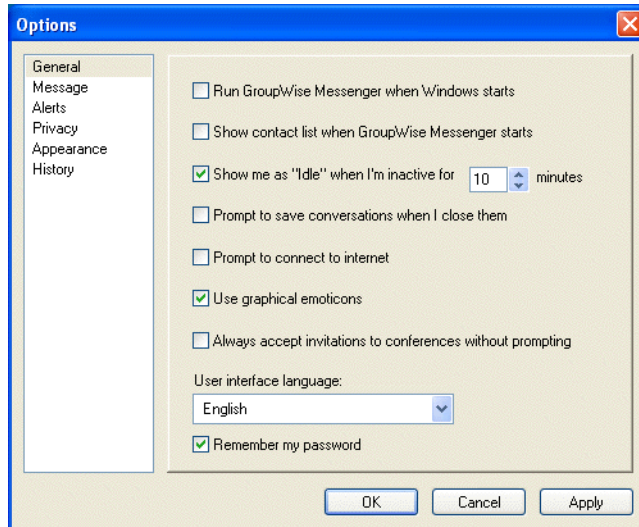 Options
General
Message
Alerts
Privacy
Appearance
History
Run GroupWise Messenger when Windows starts
Show contact list when GroupWise Messenger starts
Show me as "Idle" when I'm inactive for 10 minutes
Prompt to save conversations when I close them
Prompt to connect to internet
Use graphical emoticons
Always accept invitations to conferences without prompting
User interface language:
English
Remember my password
OK Cancel Apply